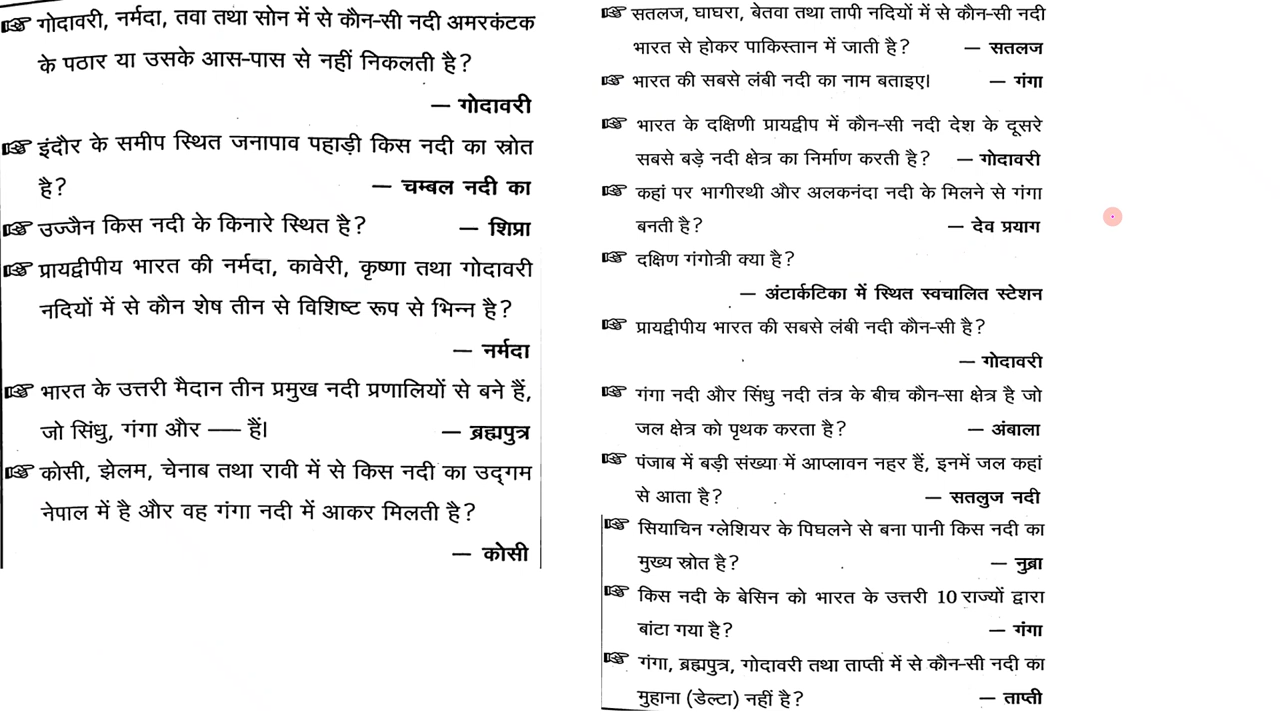 ☞ गोदावरी, नर्मदा, तवा तथा सोन में से कौन-सी नदी अमरकंटक
के पठार या उसके आस-पास से नहीं निकलती है?
— गोदावरी
☞ इंदौर के समीप स्थित जनापाव पहाड़ी किस नदी का स्रोत
है? — चम्बल नदी का
☞ उज्जैन किस नदी के किनारे स्थित है? — शिप्रा
☞ प्रायद्वीपीय भारत की नर्मदा, कावेरी, कृष्णा तथा गोदावरी
नदियों में से कौन शेष तीन से विशिष्ट रूप से भिन्न है?
— नर्मदा
☞ भारत के उत्तरी मैदान तीन प्रमुख नदी प्रणालियों से बने हैं,
जो सिंधु, गंगा और —— हैं। — ब्रह्मपुत्र
☞ कोसी, झेलम, चेनाब तथा रावी में से किस नदी का उद्गम
नेपाल में है और वह गंगा नदी में आकर मिलती है?
— कोसी
☞ सतलज, घाघरा, बेतवा तथा तापी नदियों में से कौन-सी नदी
भारत से होकर पाकिस्तान में जाती है? — सतलज
☞ भारत की सबसे लंबी नदी का नाम बताइए। — गंगा
☞ भारत के दक्षिणी प्रायद्वीप में कौन-सी नदी देश के दूसरे
सबसे बड़े नदी क्षेत्र का निर्माण करती है? — गोदावरी
☞ कहां पर भागीरथी और अलकनंदा नदी के मिलने से गंगा
बनती है? — देव प्रयाग
☞ दक्षिण गंगोत्री क्या है?
— अंटार्कटिका में स्थित स्वचालित स्टेशन
☞ प्रायद्वीपीय भारत की सबसे लंबी नदी कौन-सी है?
— गोदावरी
☞ गंगा नदी और सिंधु नदी तंत्र के बीच कौन-सा क्षेत्र है जो
जल क्षेत्र को पृथक करता है? — अंबाला
☞ पंजाब में बड़ी संख्या में आप्लावन नहर हैं, इनमें जल कहां
से आता है? — सतलुज नदी
☞ सियाचिन ग्लेशियर के पिघलने से बना पानी किस नदी का
मुख्य स्रोत है? — नुब्रा
☞ किस नदी के बेसिन को भारत के उत्तरी 10 राज्यों द्वारा
बांटा गया है? — गंगा
☞ गंगा, ब्रह्मपुत्र, गोदावरी तथा ताप्ती में से कौन-सी नदी का
मुहाना (डेल्टा) नहीं है? — ताप्ती